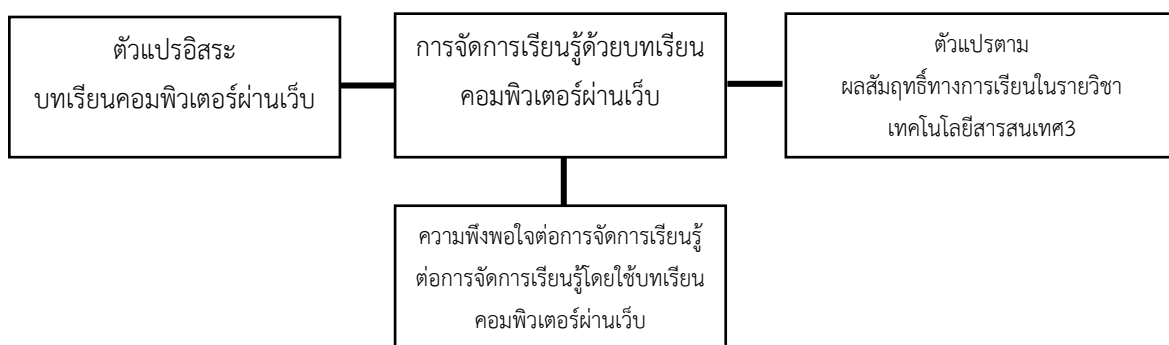 ตัวแปรอิสระ
บทเรียนคอมพิวเตอร์ผ่านเว็บ
การจัดการเรียนรู้ด้วยบทเรียน
คอมพิวเตอร์ผ่านเว็บ
ตัวแปรตาม
ผลสัมฤทธิ์ทางการเรียนในรายวิชา
เทคโนโลยีสารสนเทศ3
ความพึงพอใจต่อการจัดการเรียนรู้
ต่อการจัดการเรียนรู้โดยใช้บทเรียน
คอมพิวเตอร์ผ่านเว็บ